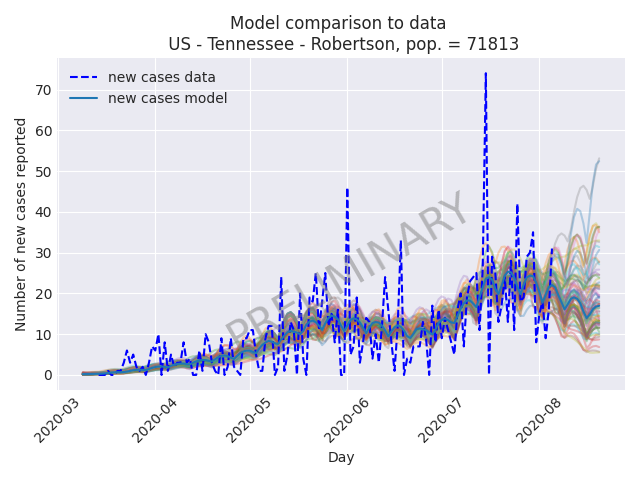 Model comparison to data
US - Tennessee - Robertson, pop. = 71813
new cases data
new cases model
Number of new cases reported
70
60
50
40
30
20
10
0
PRELIMINARY
2020-03
2020-04
2020-05
2020-06
2020-07
2020-08
Day